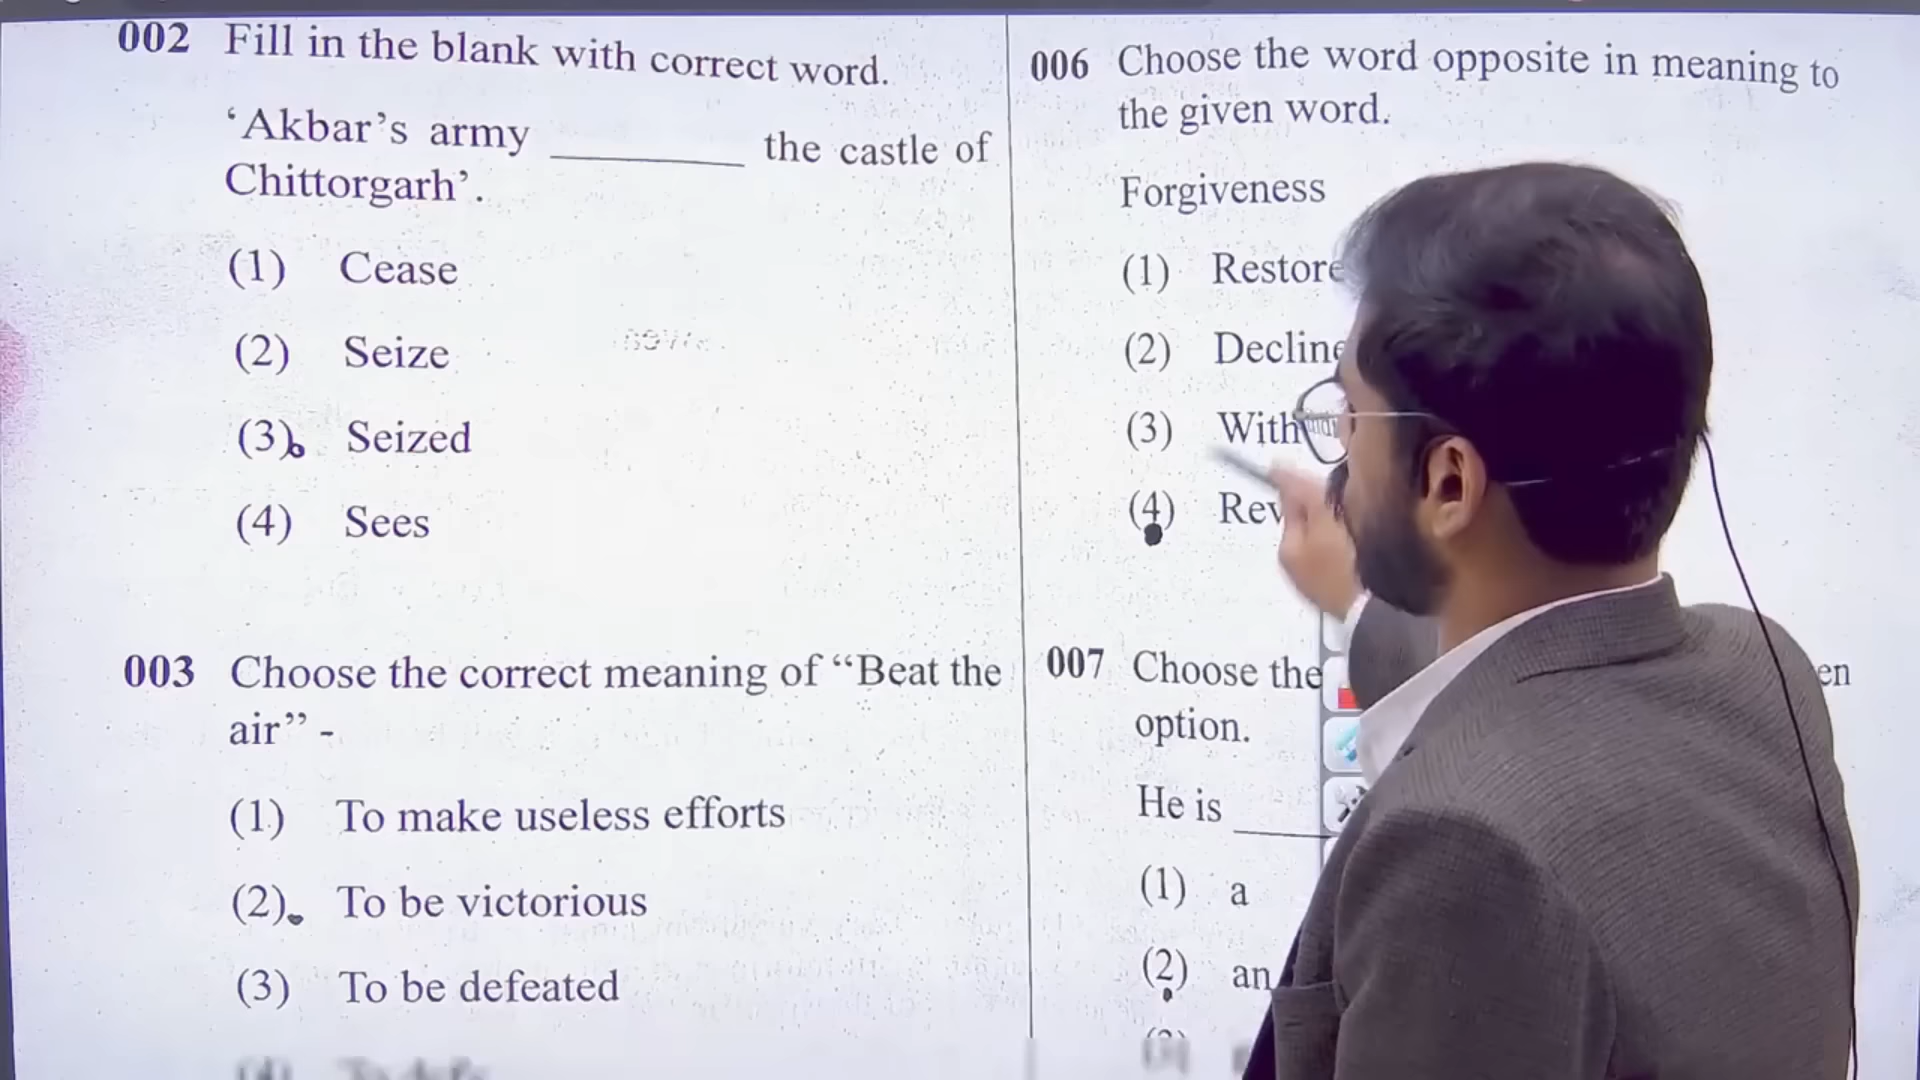 002 Fill in the blank with correct word.
‘Akbar’s army ________ the castle of
Chittorgarh’.
(1) Cease
(2) Seize
(3) Seized
(4) Sees
003 Choose the correct meaning of “Beat the
air” -
(1) To make useless efforts
(2) To be victorious
(3) To be defeated
006 Choose the word opposite in meaning to
the given word.
Forgiveness
(1) Restore
(2) Decline
(3)
(4)
007 Choose the
option.
He is ____
(1) a
(2) an
(3)